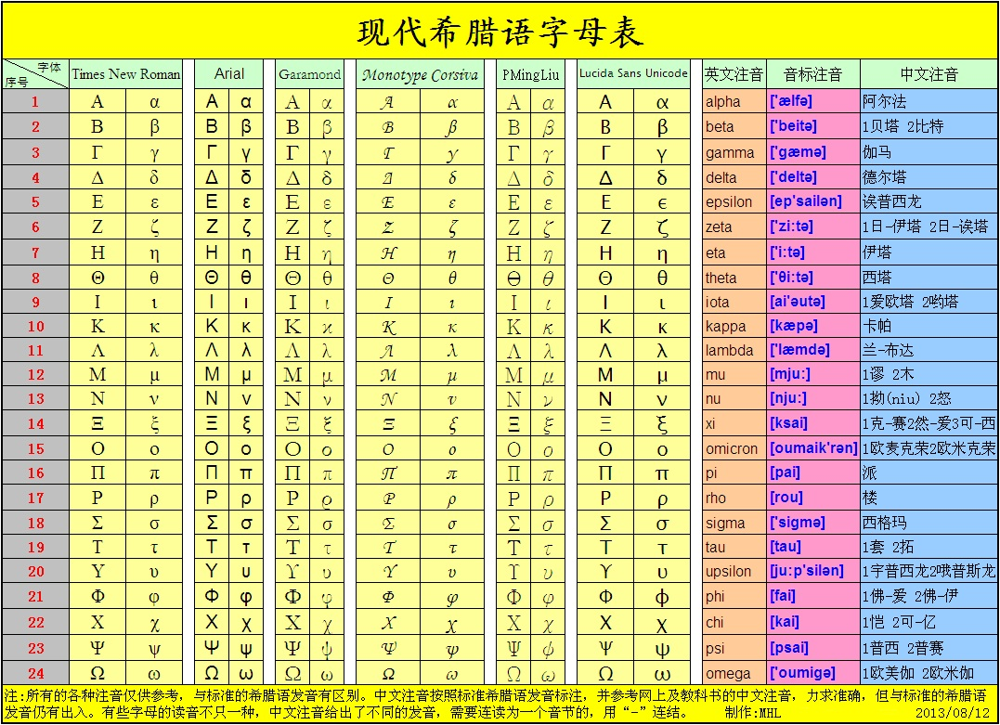 现代希腊语字母表
字体 序号 Times New Roman Arial Garamond Monotype Corsiva PMingLiu Lucida Sans Unicode 英文注音 音标注音 中文注音
1 Α α Α α Α α Α α Α α Α α alpha ['ælfə] 阿尔法
2 Β β Β β Β β Β β Β β Β β beta ['beitə] 1贝塔 2比特
3 Γ γ Γ γ Γ γ Γ γ Γ γ Γ γ gamma ['gæmə] 伽马
4 Δ δ Δ δ Δ δ Δ δ Δ δ Δ δ delta ['deltə] 德尔塔
5 Ε ε Ε ε Ε ε Ε ε Ε ε Ε ϵ epsilon [ep'sailən] 诶普西龙
6 Ζ ζ Ζ ζ Ζ ζ Ζ ζ Ζ ζ Ζ ζ zeta ['zi:tə] 1日-伊塔 2日-诶塔
7 Η η Η η Η η Η η Η η Η η eta ['i:tə] 伊塔
8 Θ θ Θ θ Θ θ Θ θ Θ θ Θ θ theta ['θi:tə] 西塔
9 Ι ι Ι ι Ι ι Ι ι Ι ι Ι ι iota [ai'əutə] 1爱欧塔 2哟塔
10 Κ κ Κ κ Κ κ Κ κ Κ κ Κ κ kappa [kæpə] 卡帕
11 Λ λ Λ λ Λ λ Λ λ Λ λ Λ λ lambda ['læmdə] 兰-布达
12 Μ μ Μ μ Μ μ Μ μ Μ μ Μ μ mu [mju:] 1谬 2木
13 Ν ν Ν ν Ν ν Ν ν Ν ν Ν ν nu [nju:] 1拗(niu) 2怒
14 Ξ ξ Ξ ξ Ξ ξ Ξ ξ Ξ ξ Ξ ξ xi [ksai] 1克-赛2然-爱3可-西
15 Ο ο Ο ο Ο ο Ο ο Ο ο Ο ο omicron [oumaik'rən] 1欧麦克荣2欧米克荣
16 Π π Π π Π π Π π Π π Π π pi [pai] 派
17 Ρ ρ Ρ ρ Ρ ρ Ρ ρ Ρ ρ Ρ ρ rho [rou] 楼
18 Σ σ Σ σ Σ σ Σ σ Σ σ Σ σ sigma ['sigmə] 西格玛
19 Τ τ Τ τ Τ τ Τ τ Τ τ Τ τ tau [tau] 1套 2拓
20 Υ υ Υ υ Υ υ Υ υ Υ υ Υ υ upsilon [ju:p'silən] 1宇普西龙2哦普斯龙
21 Φ φ Φ φ Φ φ Φ φ Φ φ Φ ϕ phi [fai] 1佛-爱 2佛-伊
22 Χ χ Χ χ Χ χ Χ χ Χ χ Χ χ chi [kai] 1恺 2可-亿
23 Ψ ψ Ψ ψ Ψ ψ Ψ ψ Ψ ϕ Ψ ψ psi [psai] 1普西 2普赛
24 Ω ω Ω ω Ω ω Ω ω Ω ω Ω ω omega ['oumigə] 1欧美伽 2欧米伽
注:所有的各种注音仅供参考，与标准的希腊语发音有区别。中文注音按照标准希腊语发音标注，并参考网上及教科书的中文注音，力求准确，但与标准的希腊语
发音仍有出入。有些字母的读音不只一种，中文注音给出了不同的发音，需要连读为一个音节的，用“-”连结。 制作:MHL 2013/08/12